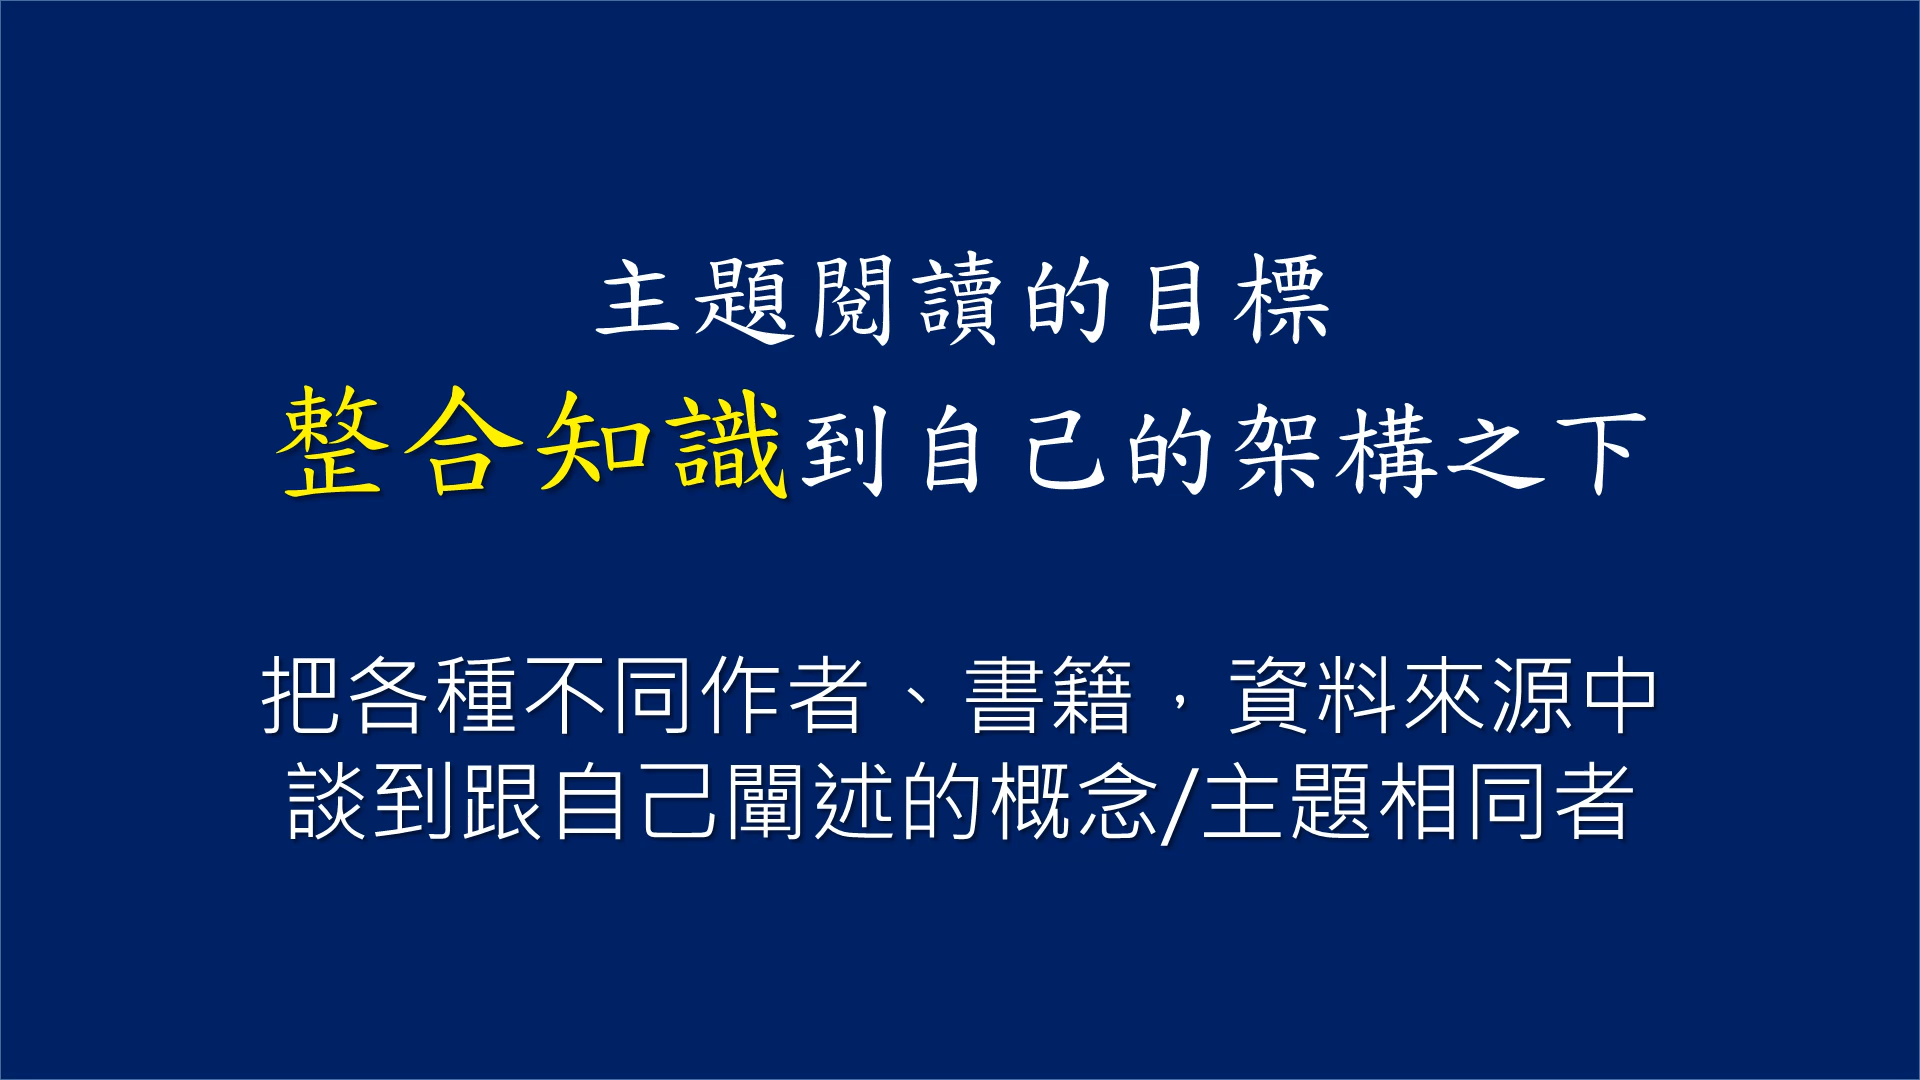 主題閱讀的目標
整合知識到自己的架構之下
把各種不同作者、書籍，資料來源中
談到跟自己闡述的概念/主題相同者